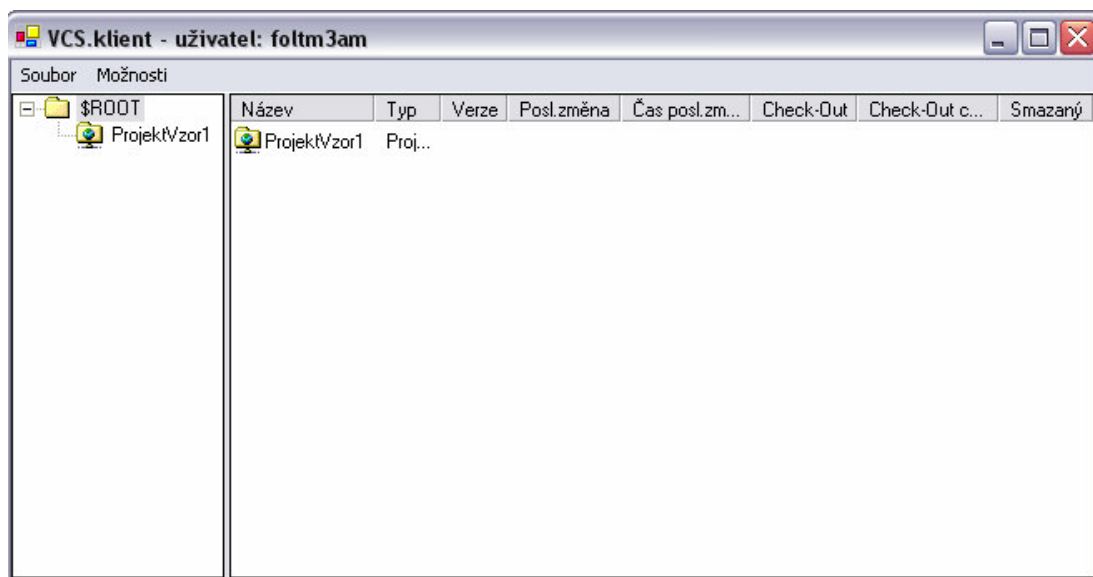 VCS.klient - uživatel: foltm3am
Soubor Možnosti
$ROOT
ProjektVzor1
Název Typ Verze Posl.změna Čas posl.zm... Check-Out Check-Out c... Smazaný
ProjektVzor1 Proj...